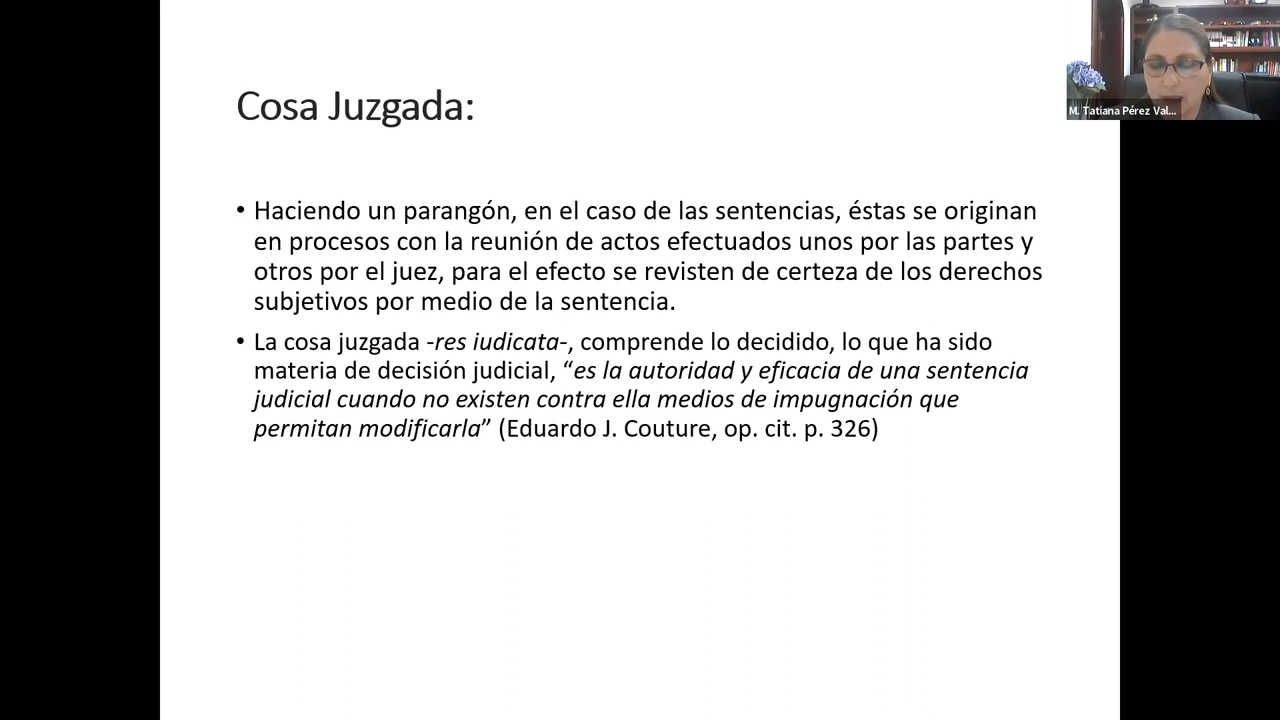 Cosa Juzgada:
M. Tatiana Pérez Val...
• Haciendo un parangón, en el caso de las sentencias, éstas se originan
en procesos con la reunión de actos efectuados unos por las partes y
otros por el juez, para el efecto se revisten de certeza de los derechos
subjetivos por medio de la sentencia.
• La cosa juzgada -res iudicata-, comprende lo decidido, lo que ha sido
materia de decisión judicial, “es la autoridad y eficacia de una sentencia
judicial cuando no existen contra ella medios de impugnación que
permitan modificarla” (Eduardo J. Couture, op. cit. p. 326)